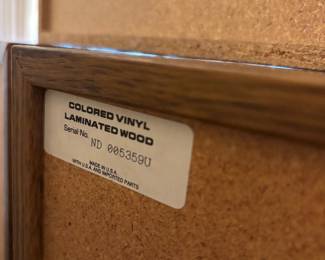 COLORED VINYL
LAMINATED WOOD
Serial No.
ND 005359U
MADE IN U.S.A.
WITH U.S.A. AND IMPORTED PARTS